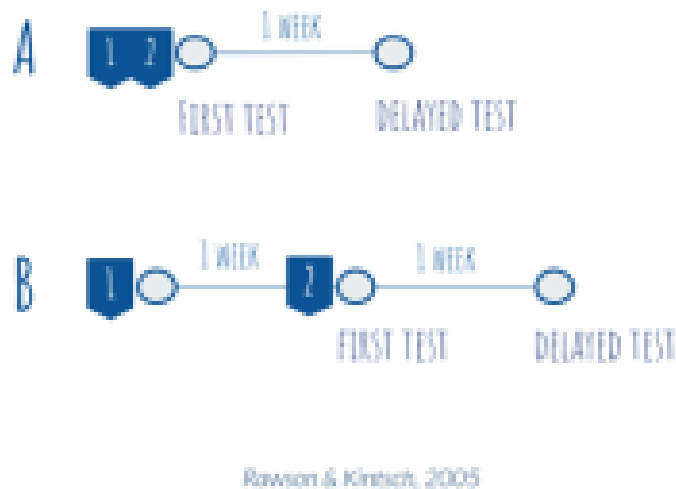 A
1 2
1 WEEK
FIRST TEST
DELAYED TEST
B
1
1 WEEK
2
1 WEEK
FIRST TEST
DELAYED TEST
Rawson & Kintsch, 2005